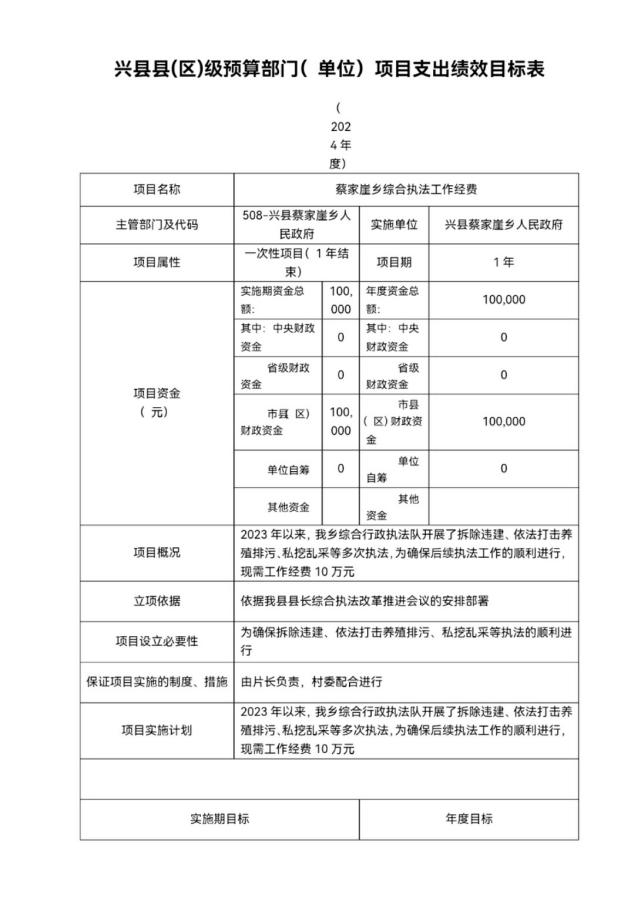 兴县县(区)级预算部门( 单位) 项目支出绩效目标表
(
202
4 年
度)
项目名称
蔡家崖乡综合执法工作经费
主管部门及代码
508-兴县蔡家崖乡人
民政府
实施单位
兴县蔡家崖乡人民政府
项目属性
一次性项目( 1 年结
束)
项目期
1 年
项目资金
( 元)
实施期资金总
额:
100,
000
年度资金总
额:
100,000
其中: 中央财政
资金
0
其中: 中央
财政资金
0
省级财政
资金
0
省级
财政资金
0
市县( 区)
财政资金
100,
000
市县
( 区) 财政资
金
100,000
单位自筹
0
单位
自筹
0
其他资金
其他
资金
项目概况
2023 年以来, 我乡综合行政执法队开展了拆除违建、依法打击养
殖排污、私挖乱采等多次执法, 为确保后续执法工作的顺利进行,
现需工作经费 10 万元
立项依据
依据我县县长综合执法改革推进会议的安排部署
项目设立必要性
为确保拆除违建、依法打击养殖排污、私挖乱采等执法的顺利进
行
保证项目实施的制度、措施
由片长负责，村委配合进行
项目实施计划
2023 年以来, 我乡综合行政执法队开展了拆除违建、依法打击养
殖排污、私挖乱采等多次执法, 为确保后续执法工作的顺利进行,
现需工作经费 10 万元
实施期目标
年度目标